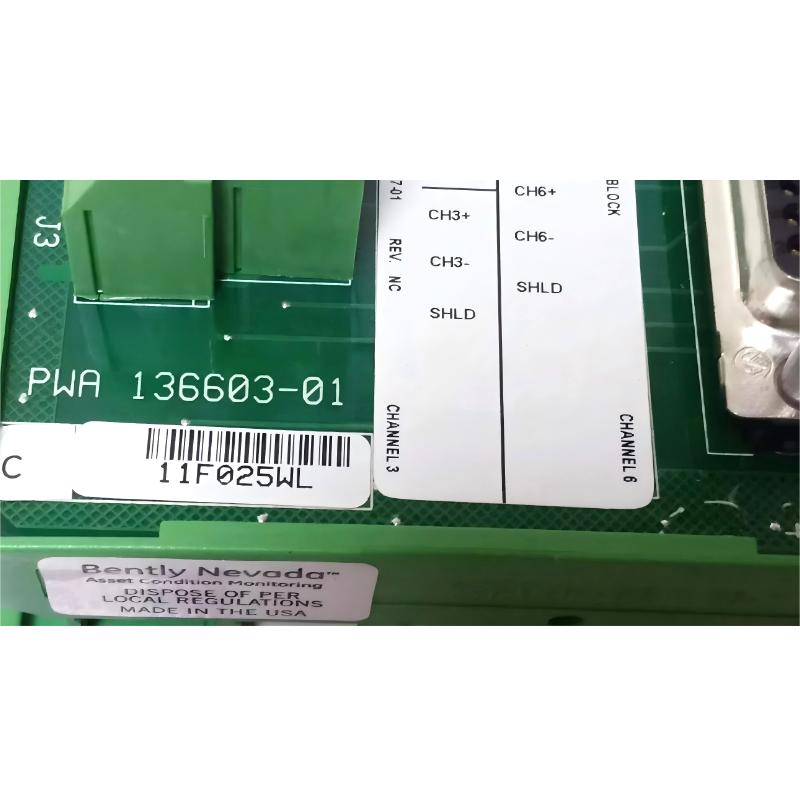 J3
7-01
REV. NC
CH3+
CH3-
SHLD
CHANNEL 3
CH6+
CH6-
SHLD
CHANNEL 6
BLOCK
PWA 136603-01
C
11F025WL
Bently Nevada™
Asset Condition Monitoring
DISPOSE OF PER
LOCAL REGULATIONS
MADE IN THE USA